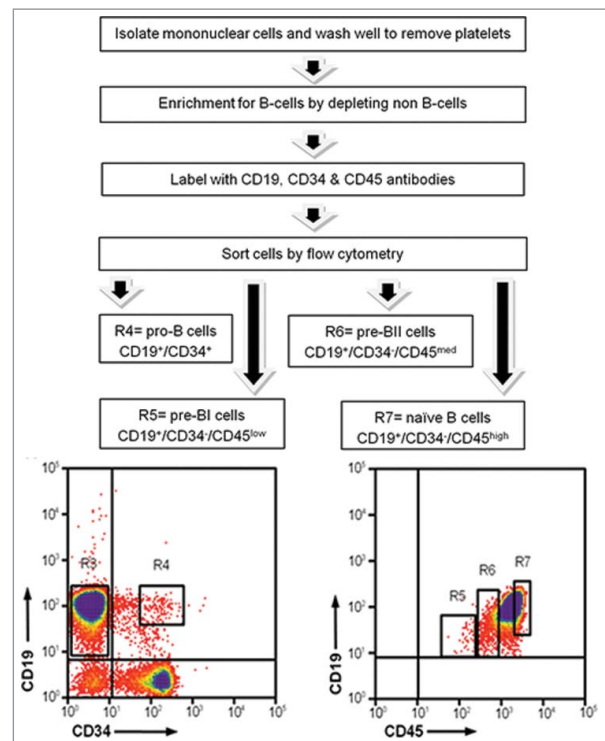 Isolate mononuclear cells and wash well to remove platelets
Enrichment for B-cells by depleting non B-cells
Label with CD19, CD34 & CD45 antibodies
Sort cells by flow cytometry
R4= pro-B cells
CD19⁺/CD34⁺
R6= pre-BII cells
CD19⁺/CD34⁻/CD45ᵐᵉᵈ
R5= pre-BI cells
CD19⁺/CD34⁻/CD45ˡᵒʷ
R7= naïve B cells
CD19⁺/CD34⁻/CD45ʰⁱᵍʰ
10⁵
10⁴
10³
10²
10¹
10⁰
CD19
R3
R4
10⁰ 10¹ 10² 10³ 10⁴ 10⁵
CD34
10⁵
10⁴
10³
10²
10¹
10⁰
CD19
R5
R6
R7
10⁰ 10¹ 10² 10³ 10⁴ 10⁵
CD45